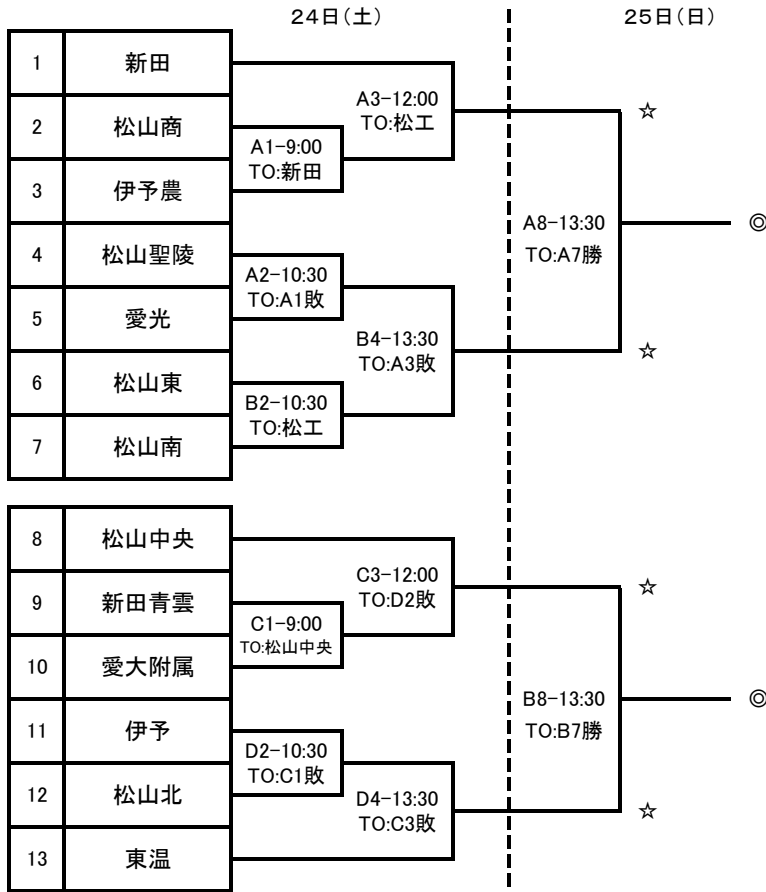 24日(土)
25日(日)
1 新田
2 松山商
3 伊予農
4 松山聖陵
5 愛光
6 松山東
7 松山南
A1-9:00
TO:新田
A2-10:30
TO:A1敗
B2-10:30
TO:松工
A3-12:00
TO:松工
B4-13:30
TO:A3敗
A8-13:30
TO:A7勝
☆
◎
☆
8 松山中央
9 新田青雲
10 愛大附属
11 伊予
12 松山北
13 東温
C1-9:00
TO:松山中央
D2-10:30
TO:C1敗
C3-12:00
TO:D2敗
D4-13:30
TO:C3敗
B8-13:30
TO:B7勝
☆
◎
☆